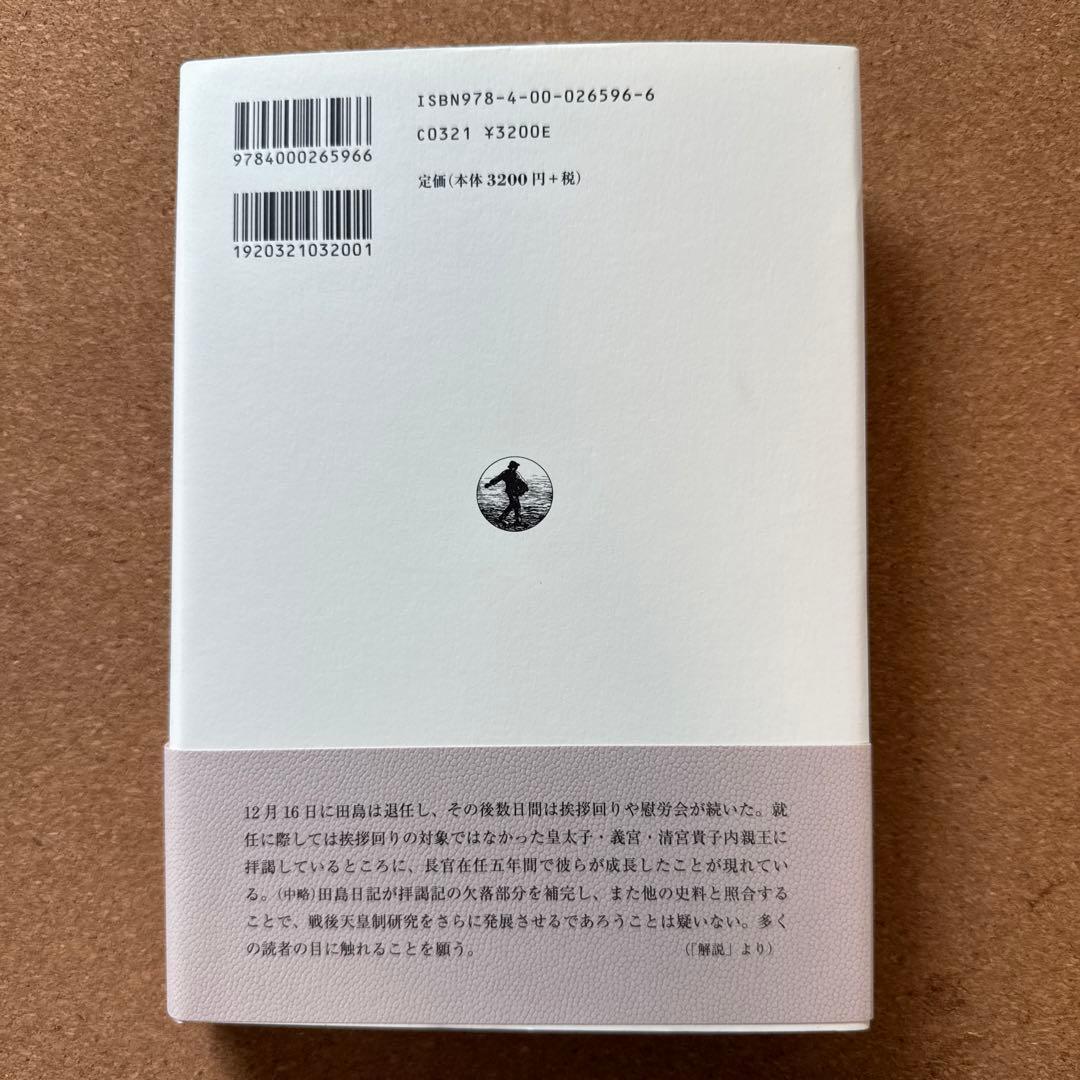 ISBN978-4-00-026596-6
C0321 ¥3200E
定価(本体3200円+税)
9784000265966
1920321032001
12月16日に田島は退任し、その後数日間は挨拶回りや慰労会が続いた。就
任に際しては挨拶回りの対象ではなかった皇太子・義宮・清宮貴子内親王に
拝謁しているところに、長官在任五年間で彼らが成長したことが現れてい
る。(中略)田島日記が拝謁記の欠落部分を補完し、また他の史料と照合する
ことで、戦後天皇制研究をさらに発展させるであろうことは疑いない。多く
の読者の目に触れることを願う。
(「解説」より)